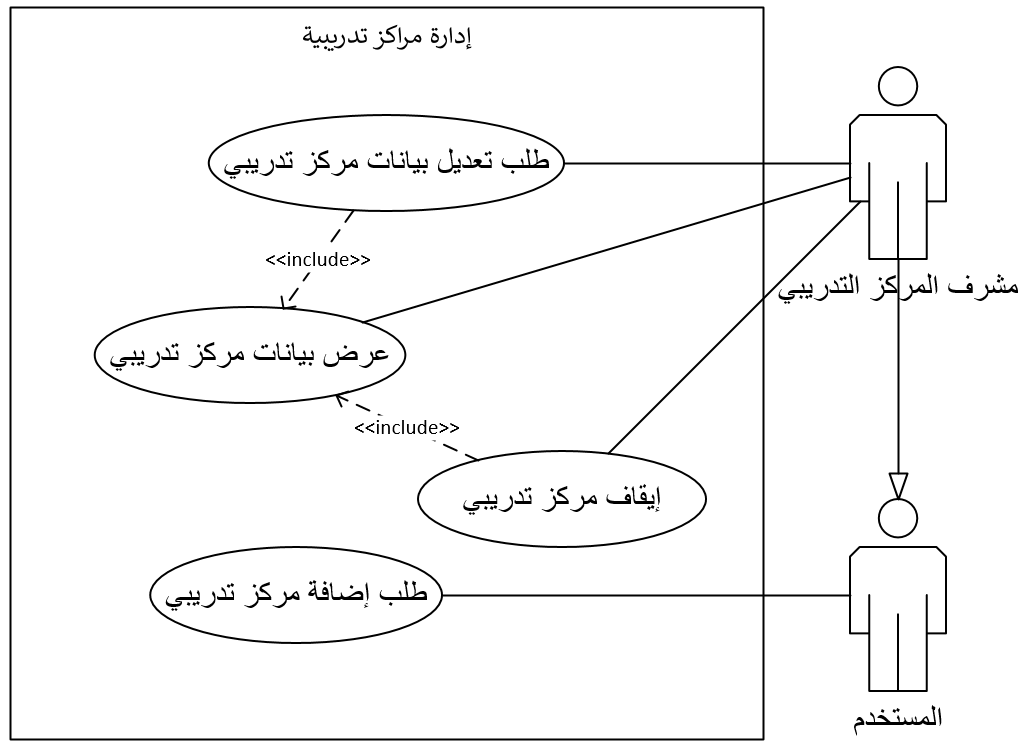 إدارة مراكز تدريبية
طلب تعديل بيانات مركز تدريبي
<<include>>
مشرف المركز التدريبي
عرض بيانات مركز تدريبي
<<include>>
إيقاف مركز تدريبي
طلب إضافة مركز تدريبي
المستخدم